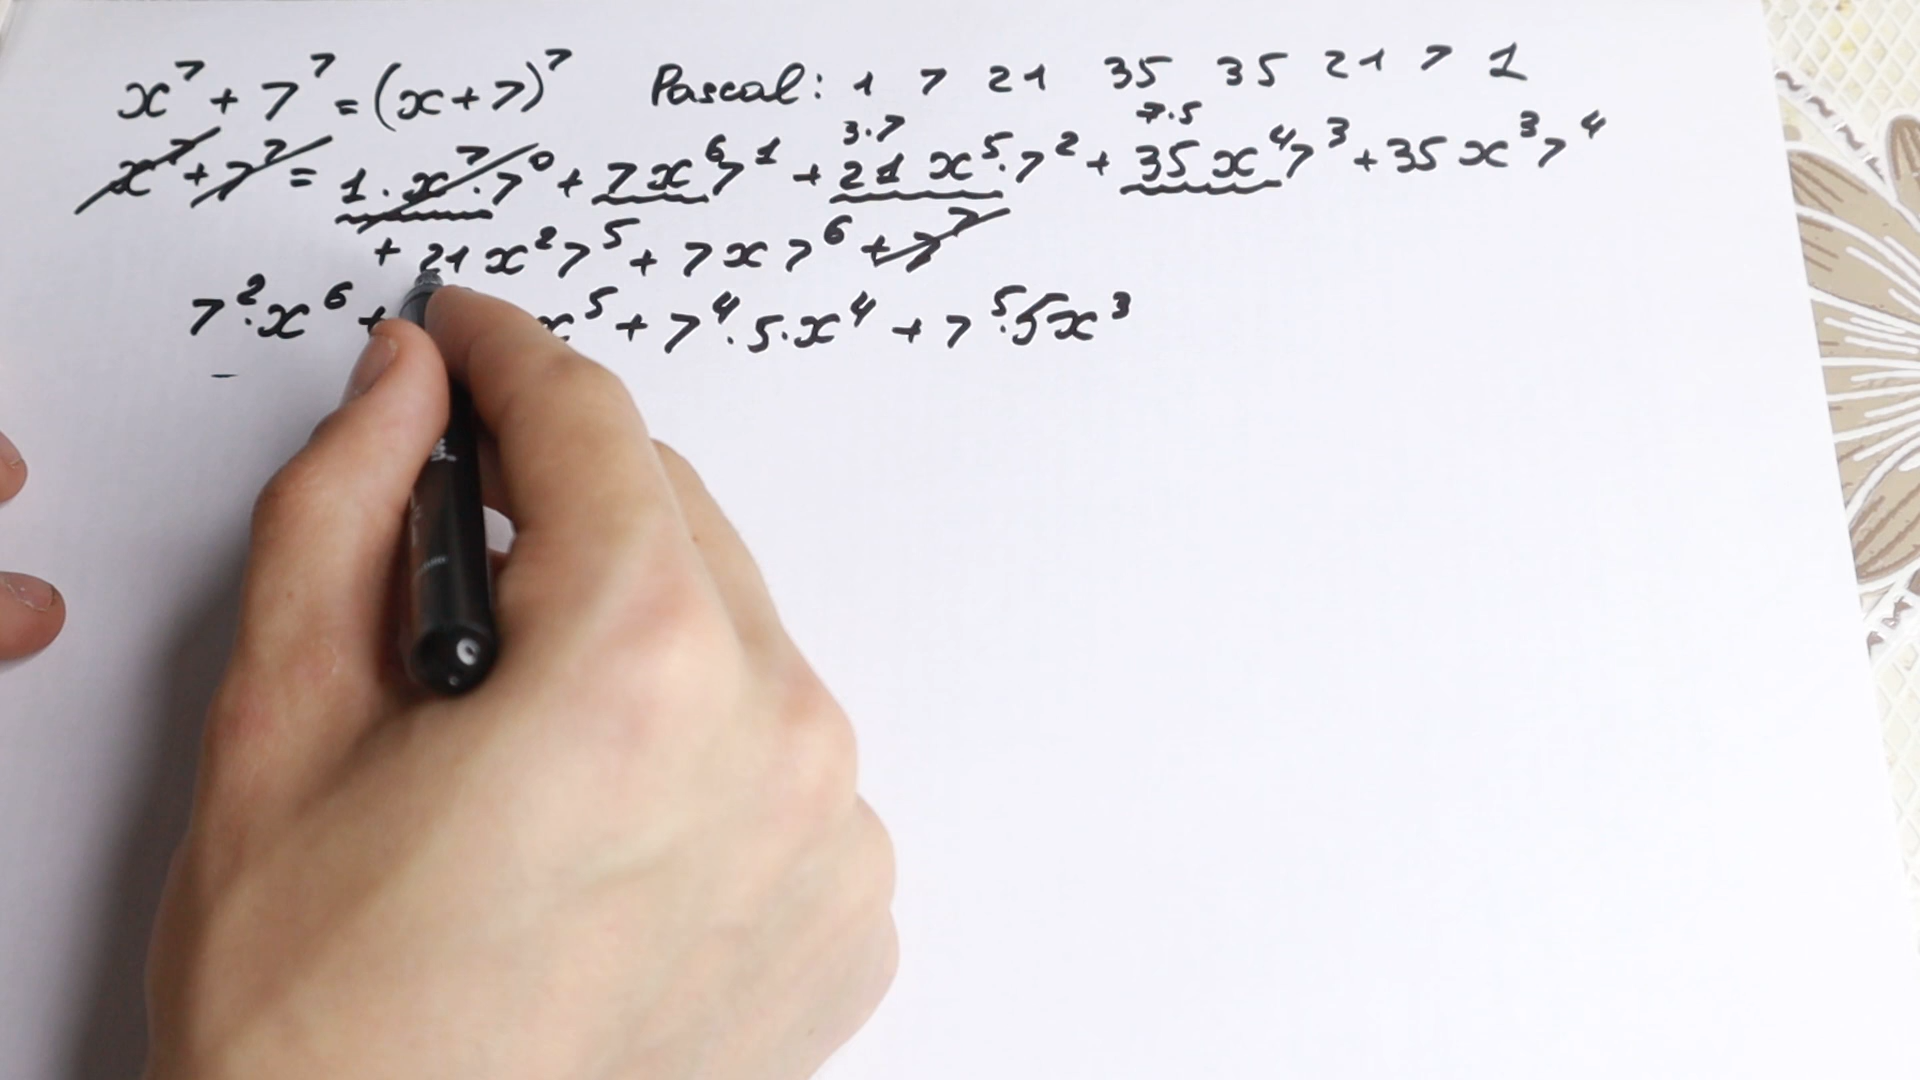 x⁷ + 7⁷ = (x+7)⁷ Pascal: 1 7 21 35 35 21 7 1
3·7 7·5
x⁷ + 7⁷ = 1·x⁷·7⁰ + 7x⁶7¹ + 21x⁵·7² + 35x⁴7³ + 35x³7⁴
+ 21x²7⁵ + 7x7⁶ + 7⁷
7²·x⁶ + x⁵ + 7⁴·5·x⁴ + 7⁵·5x³